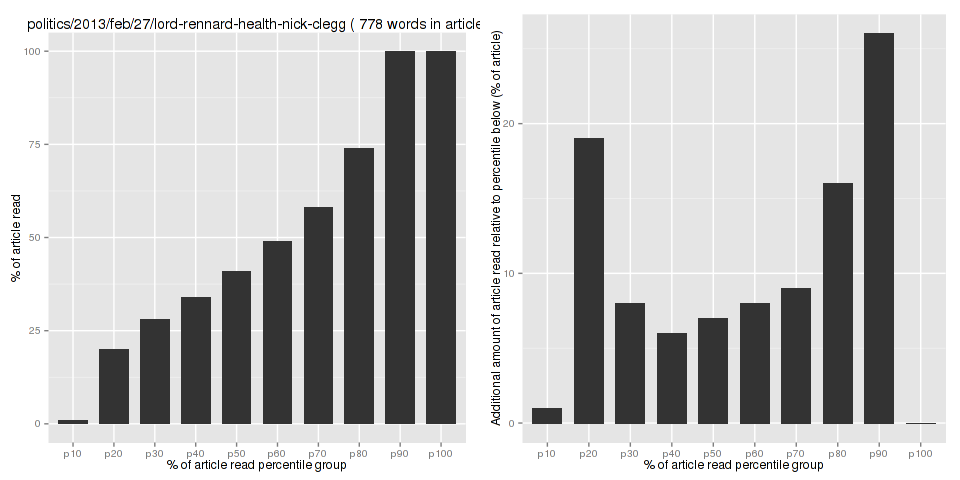 politics/2013/feb/27/lord-rennard-health-nick-clegg ( 778 words in article
% of article read
100
75
50
25
0
p10 p20 p30 p40 p50 p60 p70 p80 p90 p100
% of article read percentile group
Additional amount of article read relative to percentile below (% of article)
20
10
0
p10 p20 p30 p40 p50 p60 p70 p80 p90 p100
% of article read percentile group